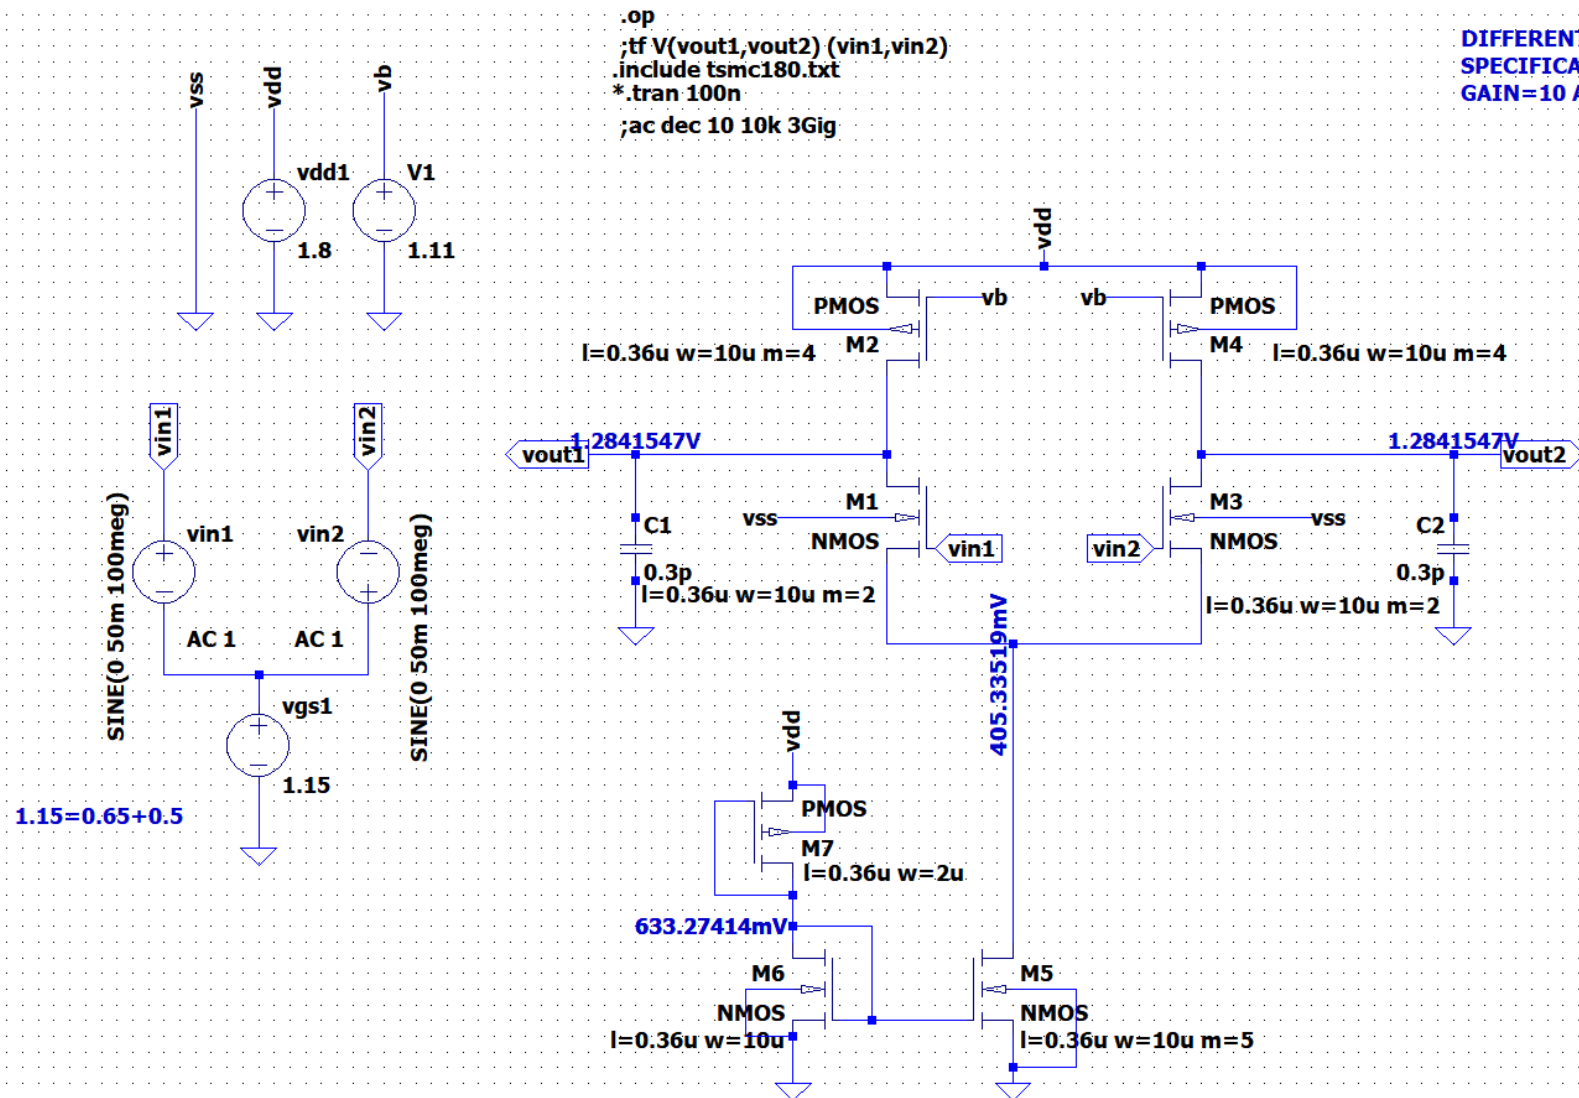 .op
;tf V(vout1,vout2) (vin1,vin2)
.include tsmc180.txt
*.tran 100n
;ac dec 10 10k 3Gig
DIFFERENT
SPECIFICA
GAIN=10 A
vss
vdd
vb
vdd1
1.8
V1
1.11
vdd
PMOS
M2
l=0.36u w=10u m=4
vb
vb
PMOS
M4
l=0.36u w=10u m=4
vin1
vin2
vout1
1.2841547V
1.2841547V
vout2
M1
vss
NMOS
vin1
l=0.36u w=10u m=2
C1
0.3p
M3
vss
NMOS
vin2
l=0.36u w=10u m=2
C2
0.3p
vin1
SINE(0 50m 100meg)
AC 1
vin2
SINE(0 50m 100meg)
AC 1
405.33519mV
vgs1
1.15
1.15=0.65+0.5
vdd
PMOS
M7
l=0.36u w=2u
633.27414mV
M6
NMOS
l=0.36u w=10u
M5
NMOS
l=0.36u w=10u m=5